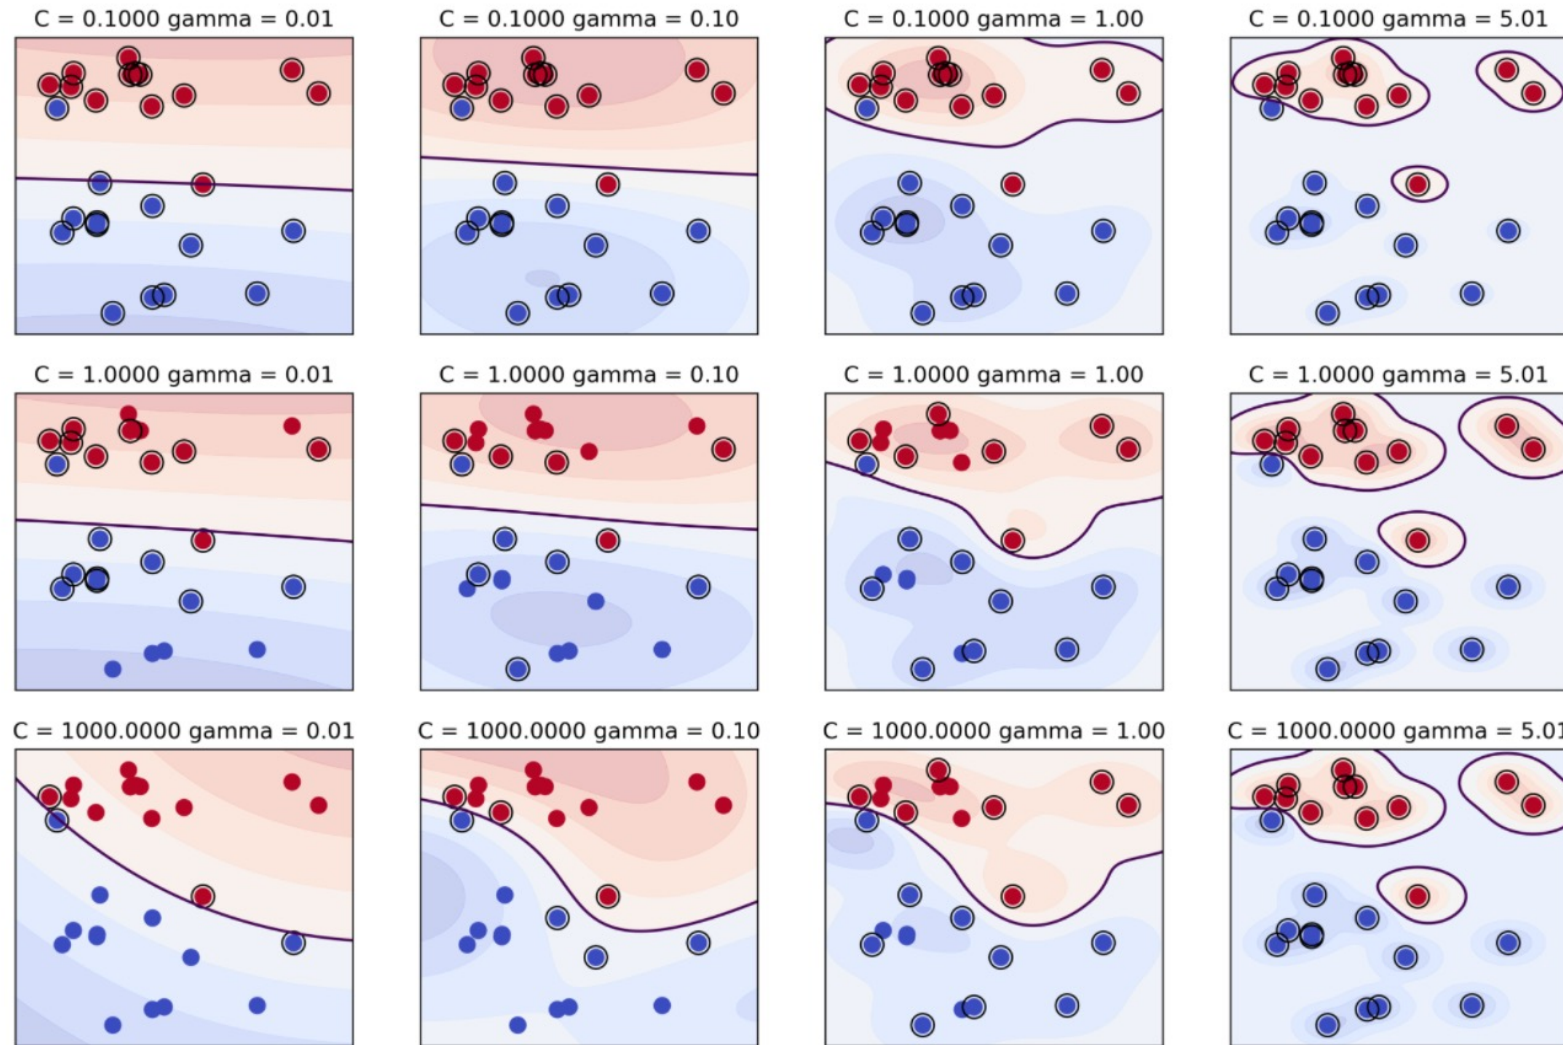 C = 0.1000 gamma = 0.01
C = 0.1000 gamma = 0.10
C = 0.1000 gamma = 1.00
C = 0.1000 gamma = 5.01
C = 1.0000 gamma = 0.01
C = 1.0000 gamma = 0.10
C = 1.0000 gamma = 1.00
C = 1.0000 gamma = 5.01
C = 1000.0000 gamma = 0.01
C = 1000.0000 gamma = 0.10
C = 1000.0000 gamma = 1.00
C = 1000.0000 gamma = 5.01